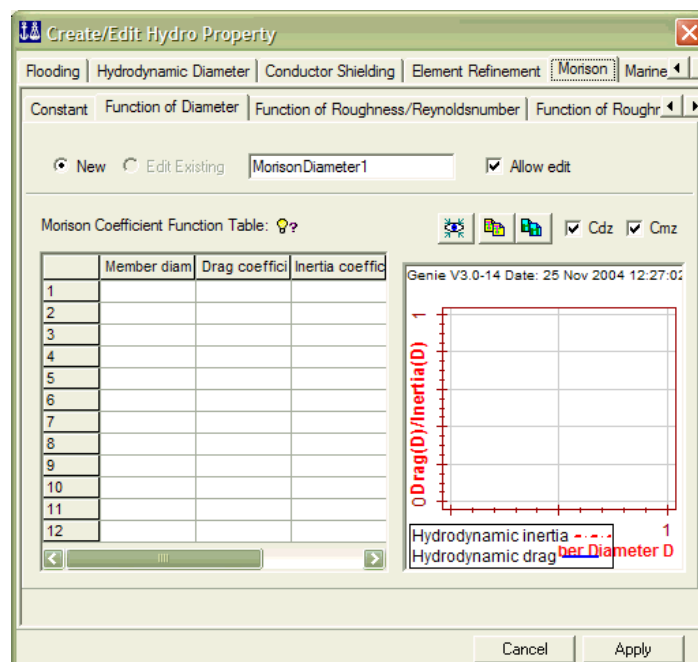 Create/Edit Hydro Property
Flooding Hydrodynamic Diameter Conductor Shielding Element Refinement Morison Marine
Constant Function of Diameter Function of Roughness/Reynoldsnumber Function of Roughr
New Edit Existing MorisonDiameter1 Allow edit
Morison Coefficient Function Table: ? Cdz Cmz
Member diam Drag coeffici Inertia coeffic
1
2
3
4
5
6
7
8
9
10
11
12
Genie V3.0-14 Date: 25 Nov 2004 12:27:02
1
Drag(D)/Inertia(D)
0
1
Hydrodynamic inertia
Hydrodynamic drag
ber Diameter D
Cancel Apply